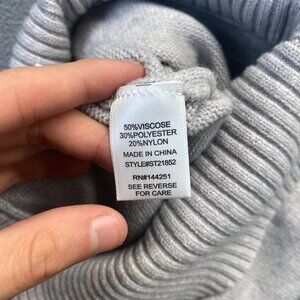 50%VISCOSE
30%POLYESTER
20%NYLON
MADE IN CHINA
STYLE#ST21852
RN#144251
SEE REVERSE
FOR CARE